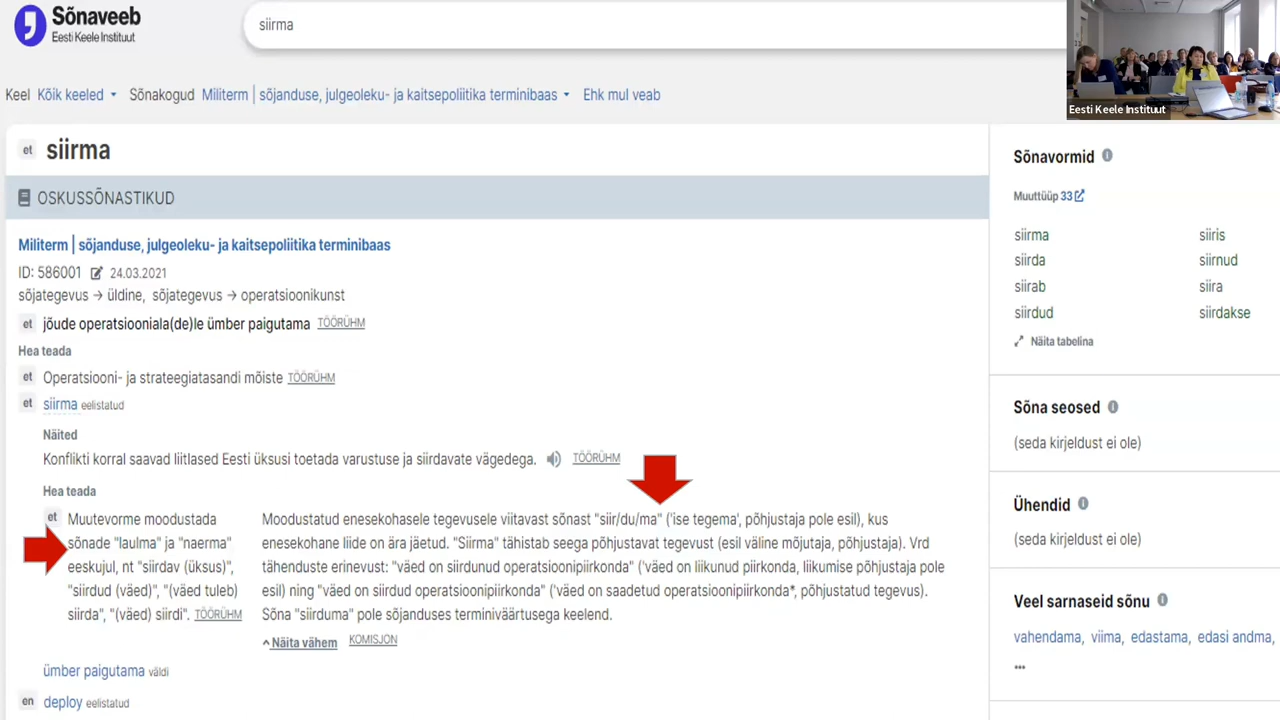 Sõnaveeb
Eesti Keele Instituut
siirma
Eesti Keele Instituut
Keel Kõik keeled Sõnakogud Militerm | sõjanduse, julgeoleku- ja kaitsepoliitika terminibaas Ehk mul veab
et siirma
OSKUSSÕNASTIKUD
Militerm | sõjanduse, julgeoleku- ja kaitsepoliitika terminibaas
ID: 586001 24.03.2021
sõjategevus → üldine, sõjategevus → operatsioonikunst
et jõude operatsiooniala(de)le ümber paigutama TÖÖRÜHM
Hea teada
et Operatsiooni- ja strateegiatasandi mõiste TÖÖRÜHM
et siirma eelistatud
Näited
Konflikti korral saavad liitlased Eesti üksusi toetada varustuse ja siirdavate vägedega. TÖÖRÜHM
Hea teada
et Muutevorme moodustada
sõnade "laulma" ja "naerma"
eeskujul, nt "siirdav (üksus)",
"siirdud (väed)", "(väed tuleb)
siirda", "(väed) siirdi". TÖÖRÜHM
Moodustatud enesekohasele tegevusele viitavast sõnast "siir/du/ma" ('ise tegema', põhjustaja pole esil), kus
enesekohane liide on ära jäetud. "Siirma" tähistab seega põhjustavat tegevust (esil väline mõjutaja, põhjustaja). Vrd
tähenduste erinevust: "väed on siirdunud operatsioonipiirkonda" ('väed on liikunud piirkonda, liikumise põhjustaja pole
esil) ning "väed on siirdud operatsioonipiirkonda" ('väed on saadetud operatsioonipiirkonda*, põhjustatud tegevus).
Sõna "siirduma" pole sõjanduses terminiväärtusega keelend.
Näita vähem KOMISJON
ümber paigutama väldi
en deploy eelistatud
Sõnavormid
Muuttüüp 33
siirma siiris
siirda siirnud
siirab siira
siirdud siirdakse
Näita tabelina
Sõna seosed
(seda kirjeldust ei ole)
Ühendid
(seda kirjeldust ei ole)
Veel sarnaseid sõnu
vahendama, viima, edastama, edasi andma,
...